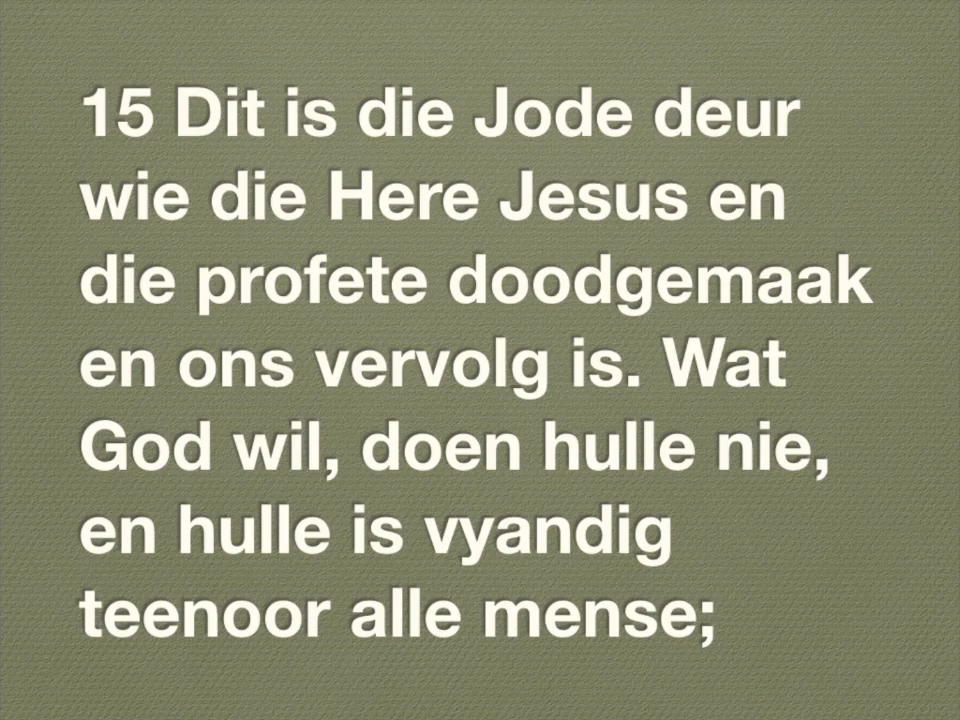 15 Dit is die Jode deur
wie die Here Jesus en
die profete doodgemaak
en ons vervolg is. Wat
God wil, doen hulle nie,
en hulle is vyandig
teenoor alle mense;